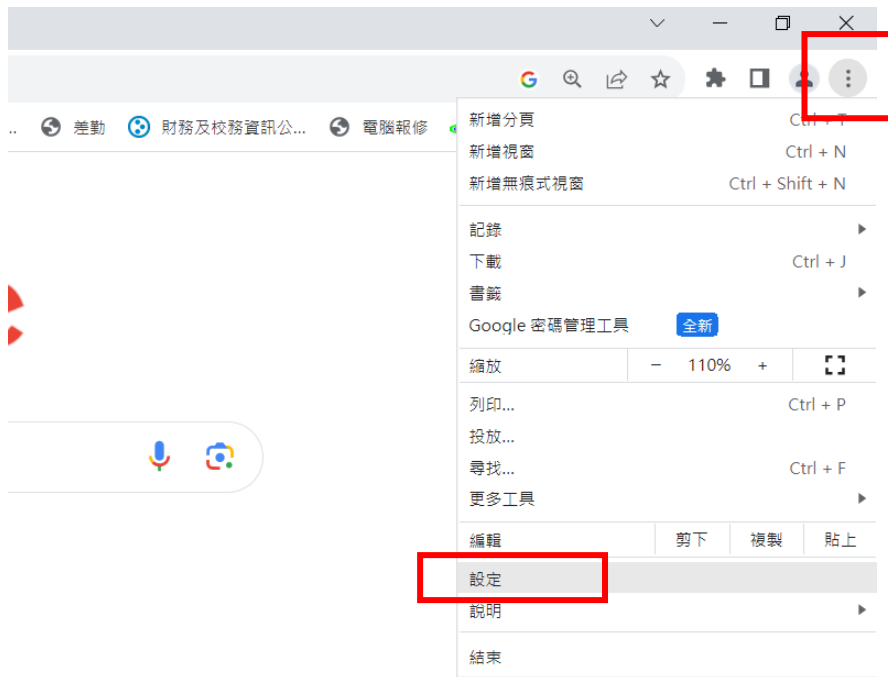 .. 差勤 財務及校務資訊公... 電腦報修
新增分頁 Ctrl + T
新增視窗 Ctrl + N
新增無痕式視窗 Ctrl + Shift + N
記錄
下載 Ctrl + J
書籤
Google 密碼管理工具 全新
縮放 − 110% +
列印... Ctrl + P
投放...
尋找... Ctrl + F
更多工具
編輯 剪下 複製 貼上
設定
說明
結束